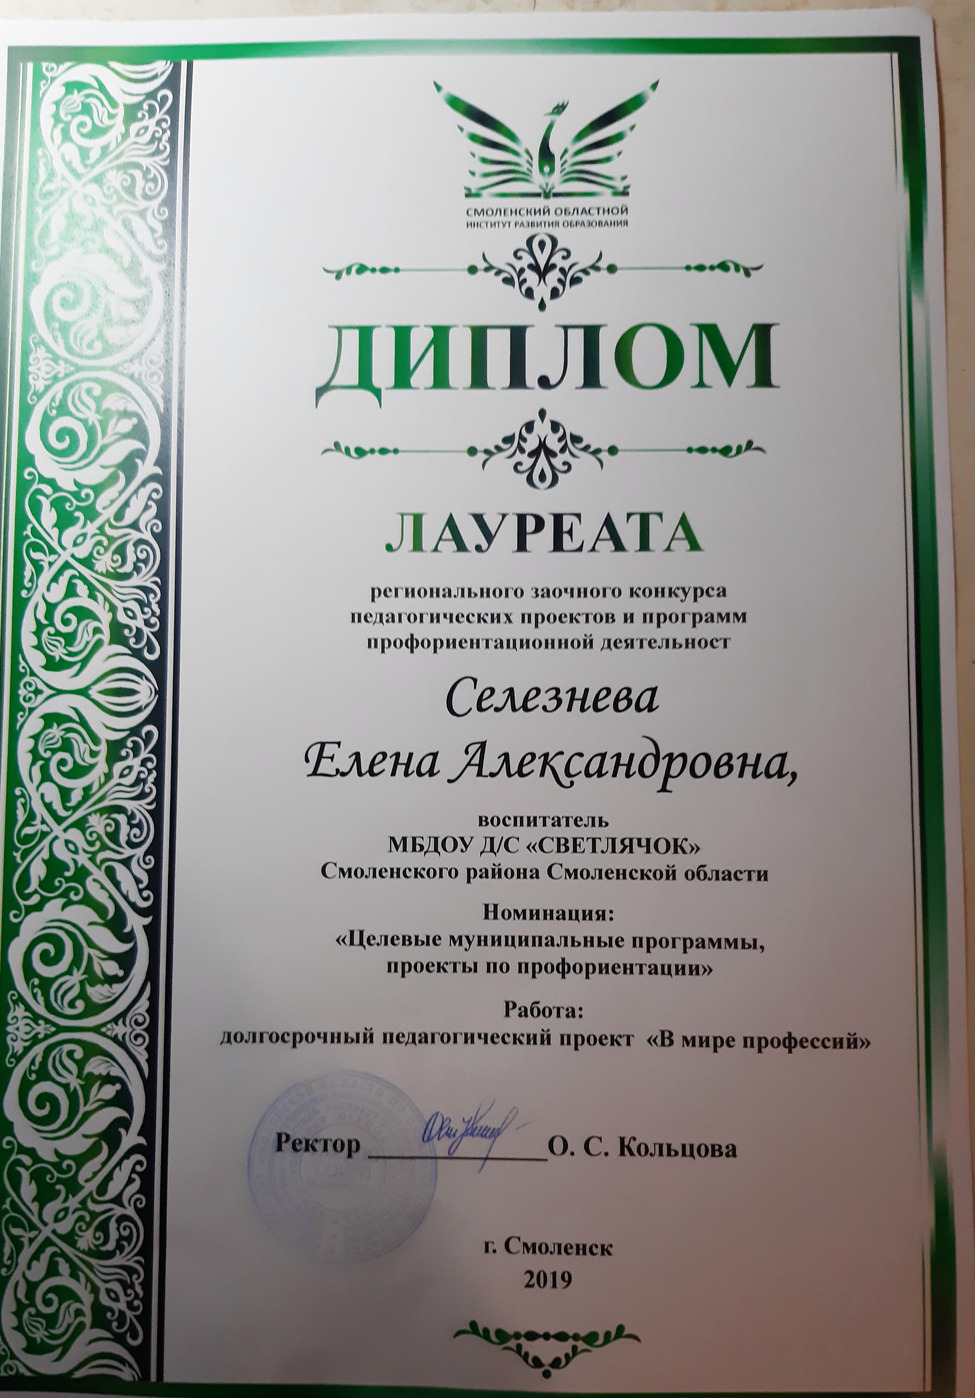 СМОЛЕНСКИЙ ОБЛАСТНОЙ
ИНСТИТУТ РАЗВИТИЯ ОБРАЗОВАНИЯ
ДИПЛОМ
ЛАУРЕАТА
регионального заочного конкурса
педагогических проектов и программ
профориентационной деятельност
Селезнева
Елена Александровна,
воспитатель
МБДОУ Д/С «СВЕТЛЯЧОК»
Смоленского района Смоленской области
Номинация:
«Целевые муниципальные программы,
проекты по профориентации»
Работа:
долгосрочный педагогический проект «В мире профессий»
Ректор О. С. Кольцова
г. Смоленск
2019